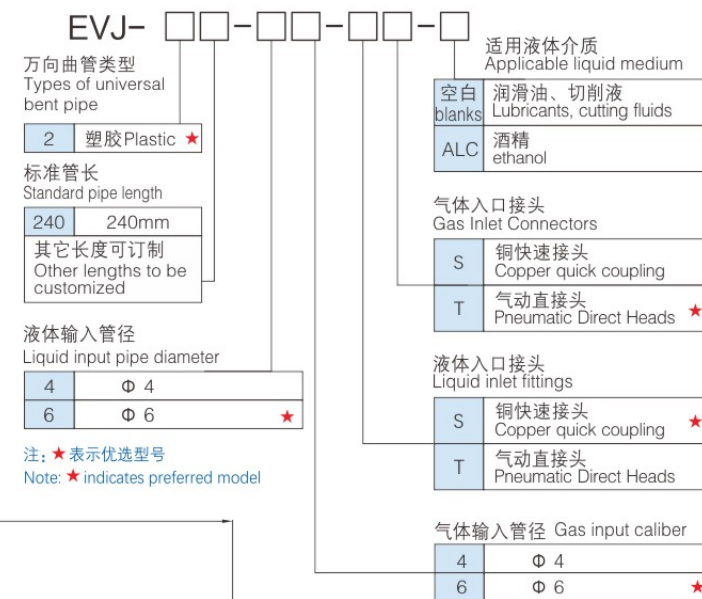 EVJ- □□-□□-□□-□
万向曲管类型
Types of universal
bent pipe
2 塑胶Plastic ★
标准管长
Standard pipe length
240 240mm
其它长度可订制
Other lengths to be
customized
液体输入管径
Liquid input pipe diameter
4 Φ 4
6 Φ 6 ★
注: ★ 表示优选型号
Note: ★ indicates preferred model
适用液体介质
Applicable liquid medium
空白 润滑油、切削液
blanks Lubricants, cutting fluids
ALC 酒精
ethanol
气体入口接头
Gas Inlet Connectors
S 铜快速接头
Copper quick coupling
T 气动直接头
Pneumatic Direct Heads ★
液体入口接头
Liquid inlet fittings
S 铜快速接头
Copper quick coupling ★
T 气动直接头
Pneumatic Direct Heads
气体输入管径 Gas input caliber
4 Φ 4
6 Φ 6 ★